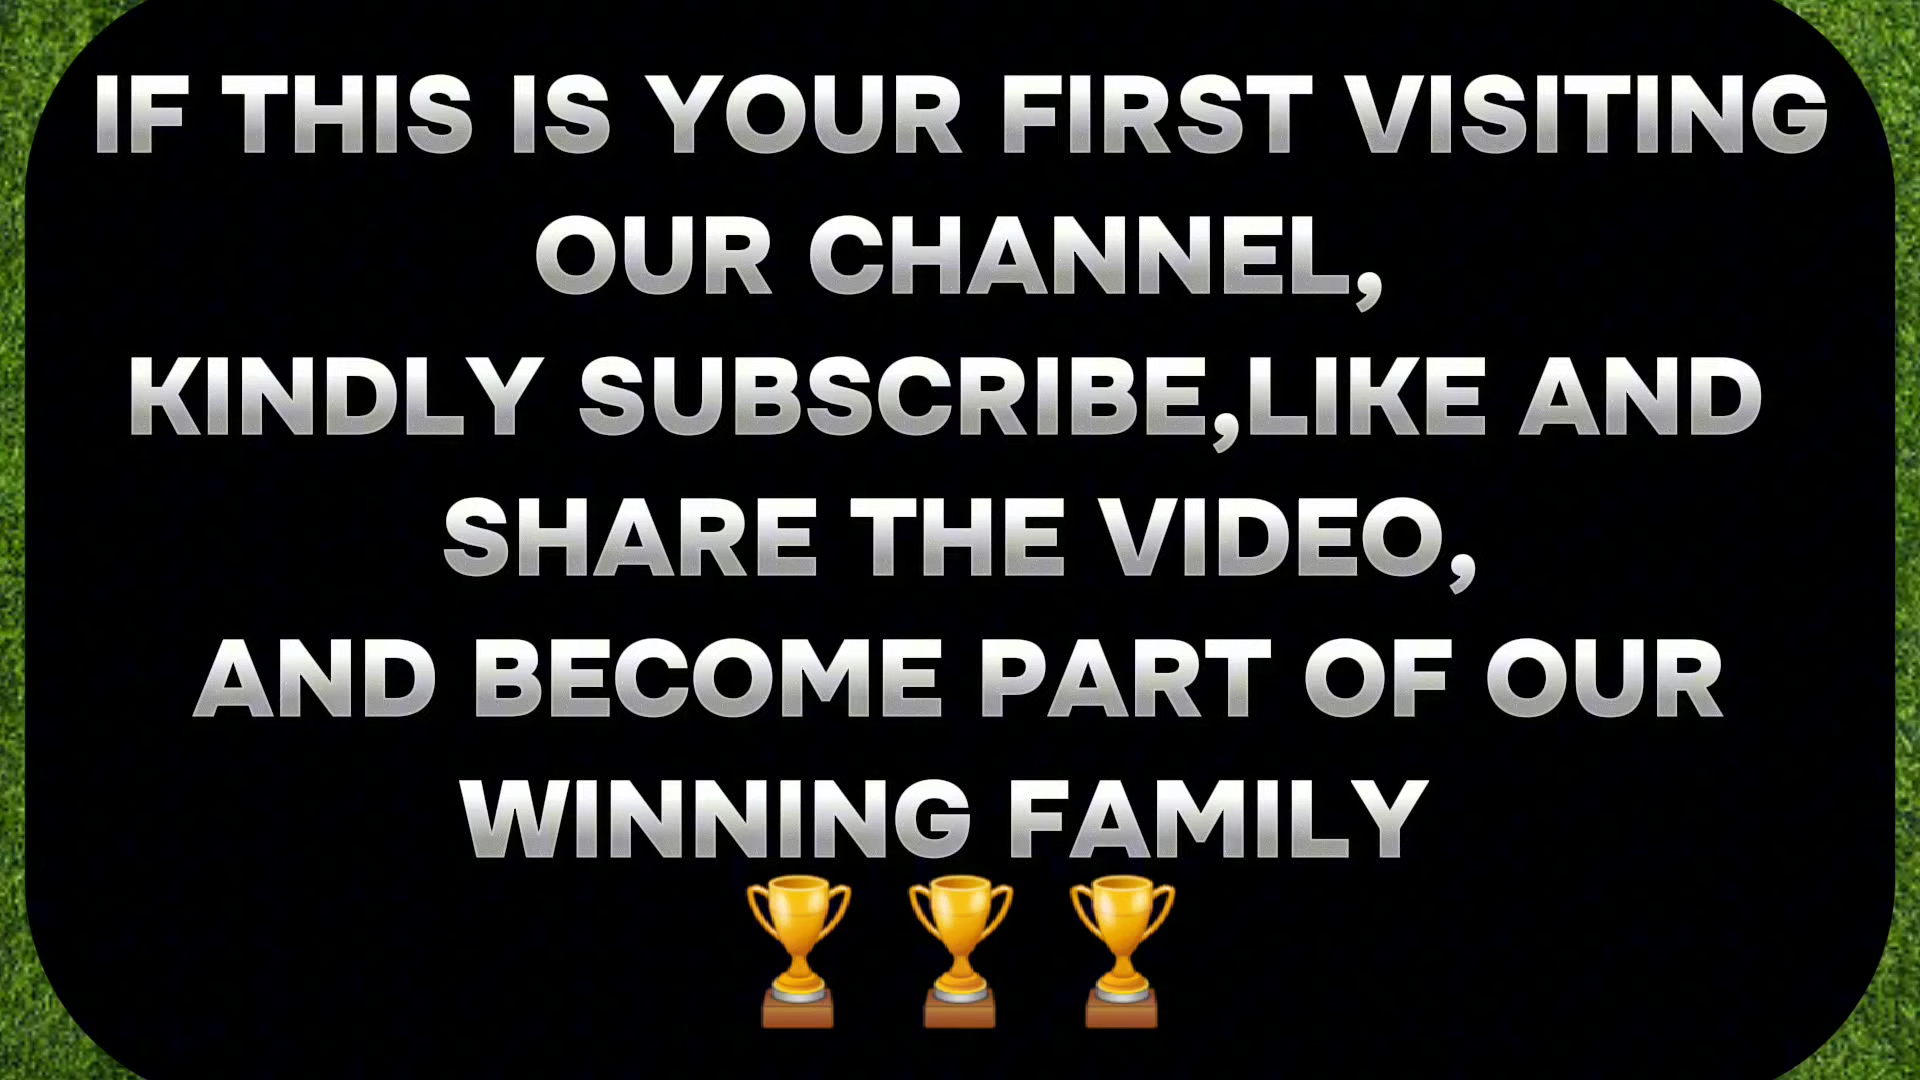 IF THIS IS YOUR FIRST VISITING
OUR CHANNEL,
KINDLY SUBSCRIBE,LIKE AND
SHARE THE VIDEO,
AND BECOME PART OF OUR
WINNING FAMILY
🏆 🏆 🏆